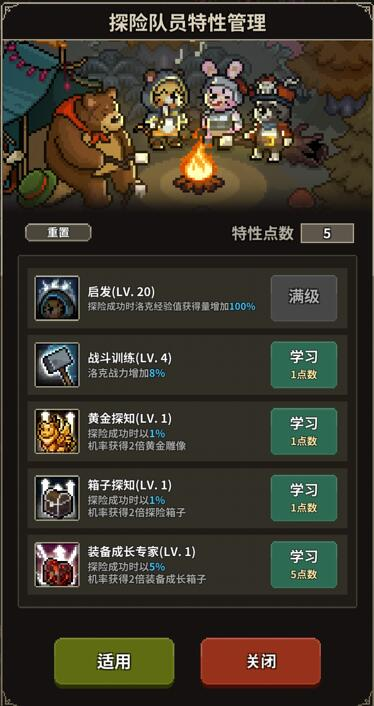 探险队员特性管理
重置
特性点数 5
启发(LV. 20)
探险成功时洛克经验值获得量增加100%
满级
战斗训练(LV. 4)
洛克战力增加8%
学习
1点数
黄金探知(LV. 1)
探险成功时以1%
机率获得2倍黄金雕像
学习
1点数
箱子探知(LV. 1)
探险成功时以1%
机率获得2倍探险箱子
学习
1点数
装备成长专家(LV. 1)
探险成功时以5%
机率获得2倍装备成长箱子
学习
5点数
适用
关闭